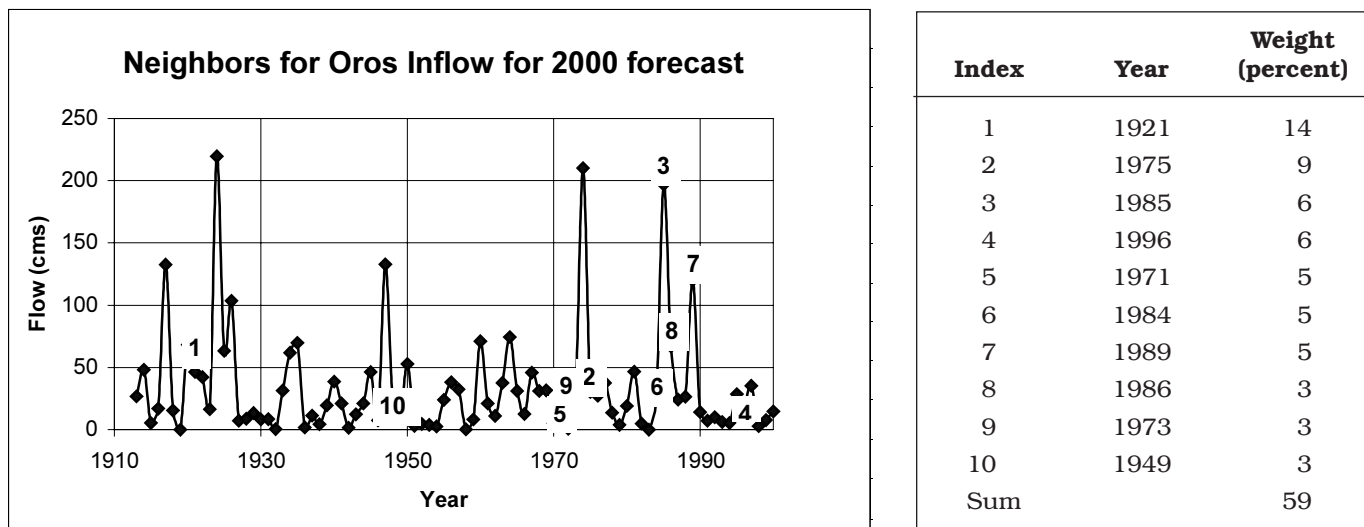 Neighbors for Oros Inflow for 2000 forecast
250
200
150
100
50
0
Flow (cms)
1910 1930 1950 1970 1990
Year
1
2
3
4
5
6
7
8
9
10
Index Year Weight (percent)
1 1921 14
2 1975 9
3 1985 6
4 1996 6
5 1971 5
6 1984 5
7 1989 5
8 1986 3
9 1973 3
10 1949 3
Sum 59